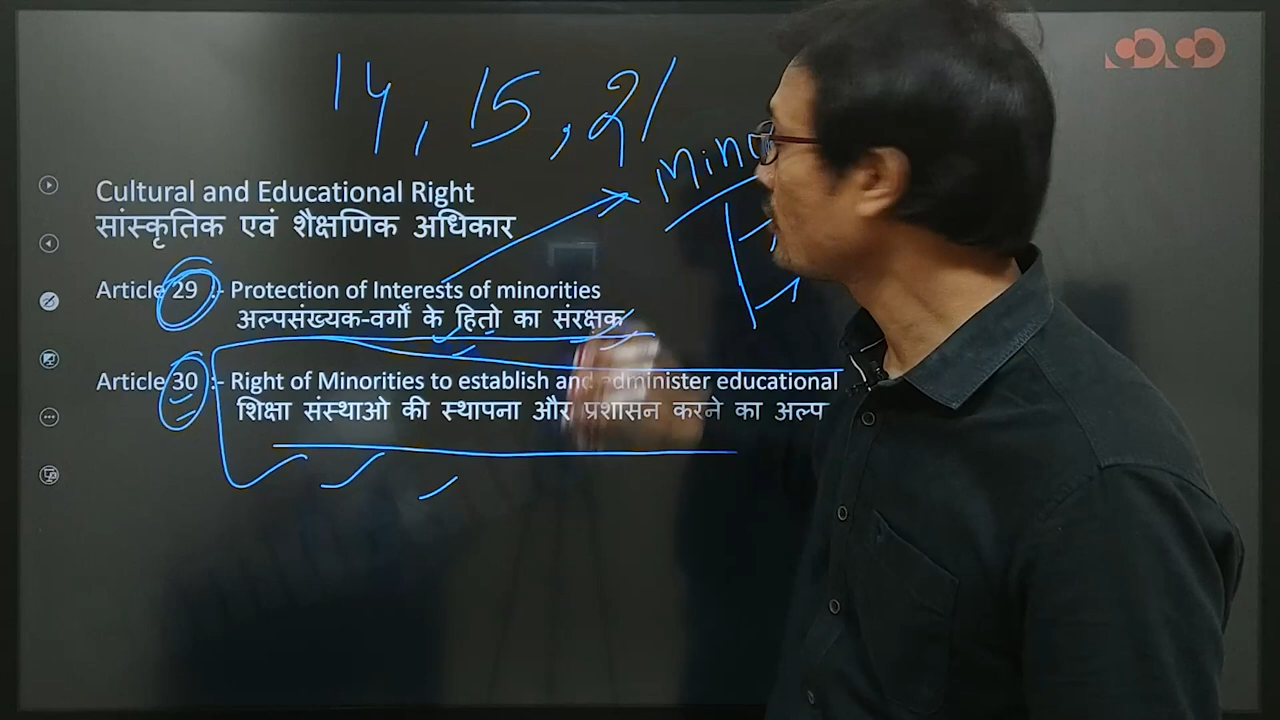 14, 15, 21
Mino
Cultural and Educational Right
सांस्कृतिक एवं शैक्षणिक अधिकार
Article 29 :- Protection of Interests of minorities
अल्पसंख्यक-वर्गों के हितो का संरक्षक
Article 30 :- Right of Minorities to establish and administer educational
शिक्षा संस्थाओ की स्थापना और प्रशासन करने का अल्प